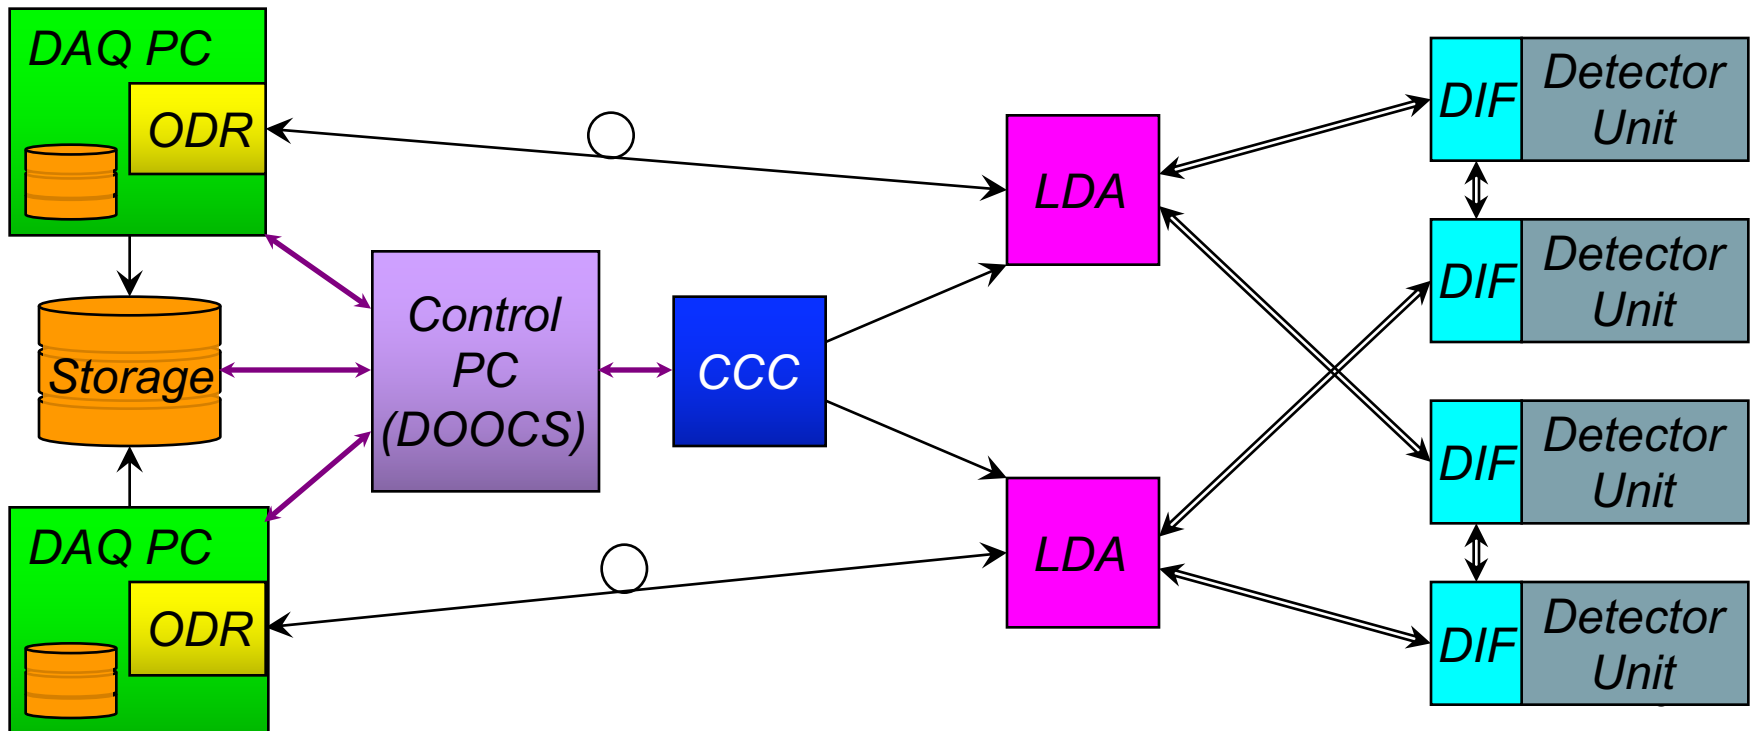 DAQ PC
ODR
Storage
Control
PC
(DOOCS)
CCC
DAQ PC
ODR
LDA
LDA
DIF
Detector
Unit
DIF
Detector
Unit
DIF
Detector
Unit
DIF
Detector
Unit